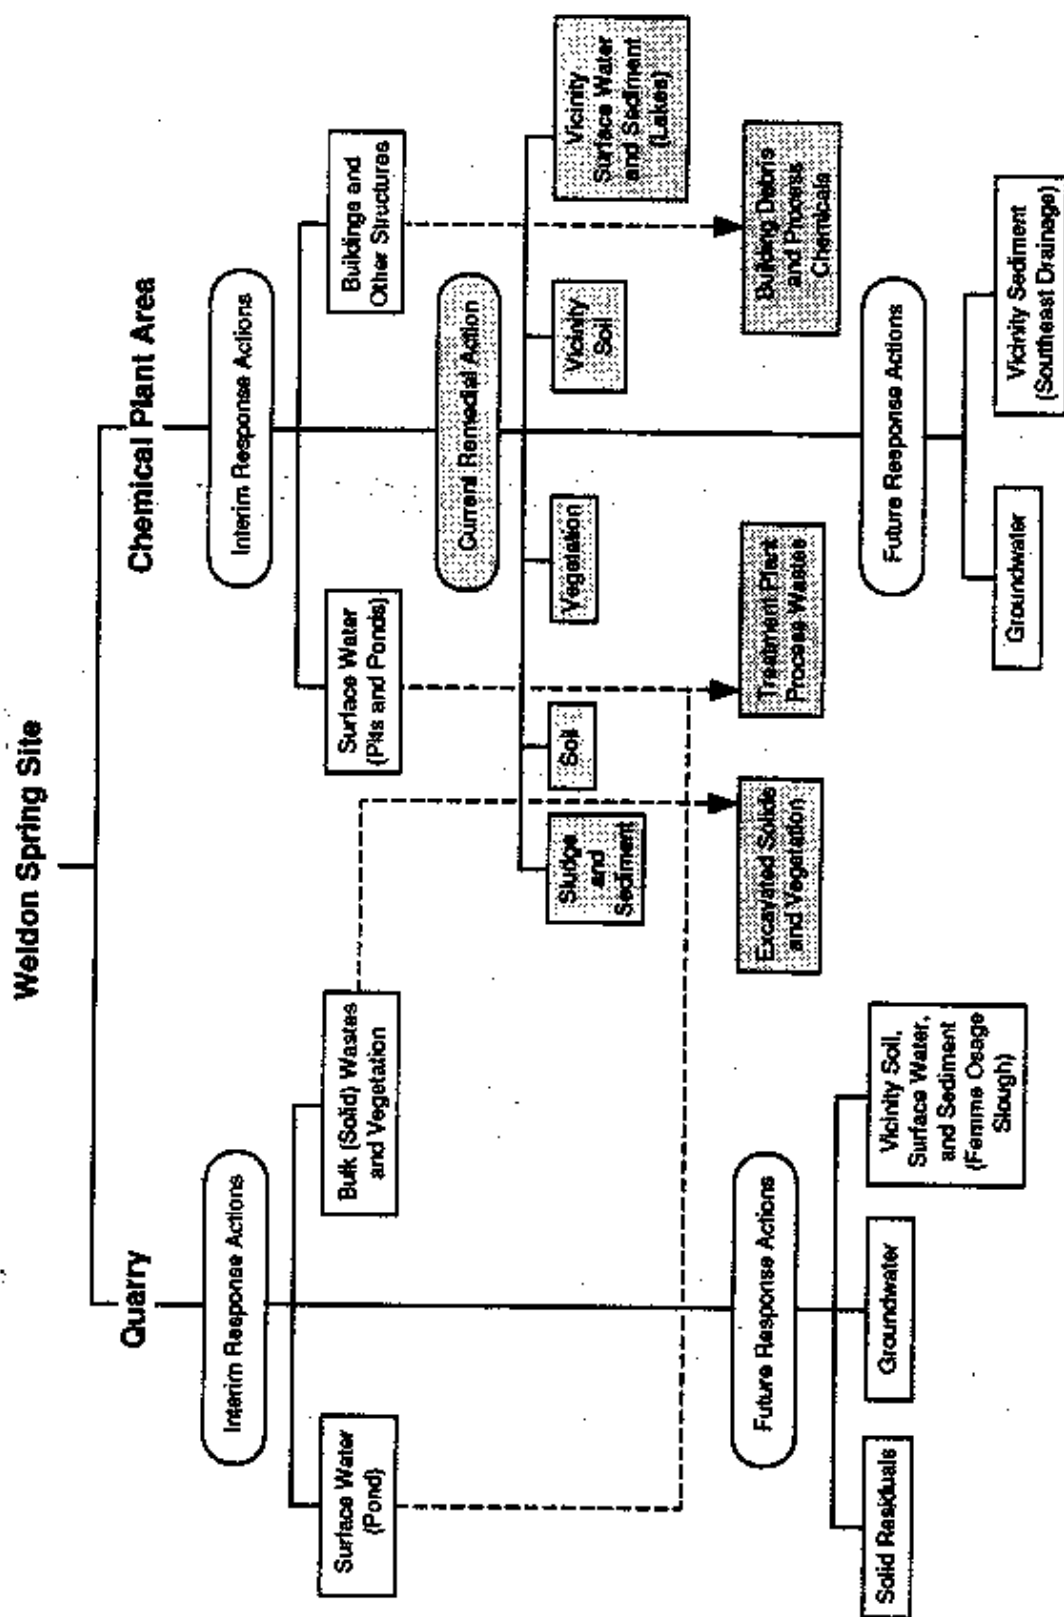 Weldon Spring Site
Quarry
Chemical Plant Area
Interim Response Actions
Interim Response Actions
Surface Water
(Pond)
Bulk (Solid) Wastes
and Vegetation
Surface Water
(Pits and Ponds)
Buildings and
Other Structures
Current Remedial Action
Sludge
and
Sediment
Soil
Vegetation
Vicinity
Soil
Vicinity
Surface Water
and Sediment
(Lakes)
Excavated Solids
and Vegetation
Treatment Plant
Process Wastes
Building Debris
and Process
Chemicals
Future Response Actions
Future Response Actions
Solid Residuals
Groundwater
Vicinity Soil,
Surface Water,
and Sediment
(Femme Osage
Slough)
Groundwater
Vicinity Sediment
(Southeast Drainage)